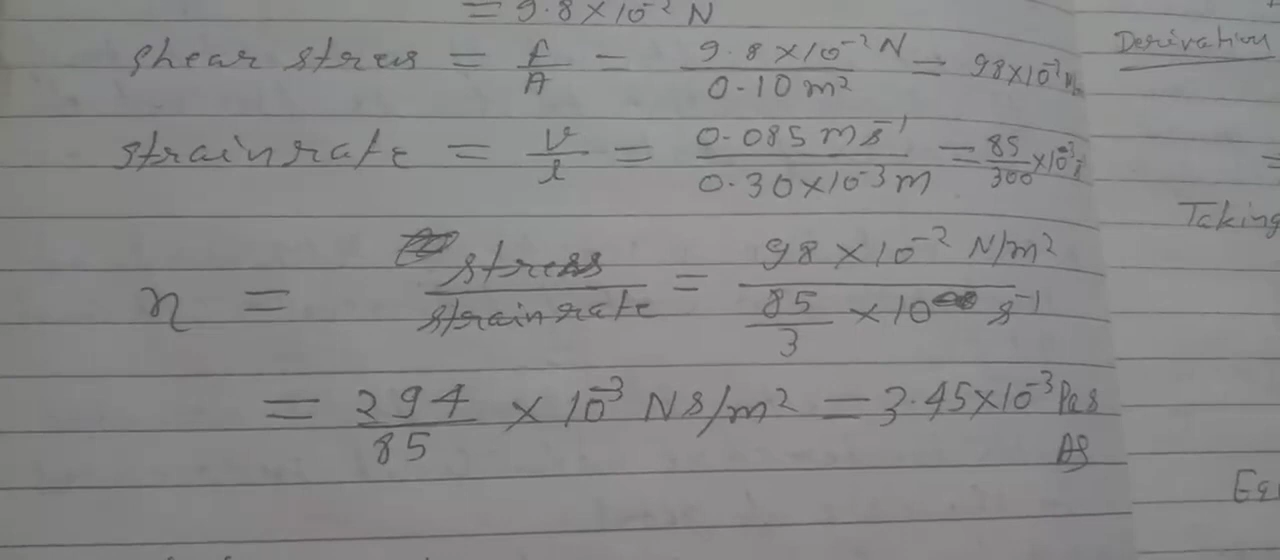 = 9.8 × 10⁻² N
shear stress = F/A = 9.8 × 10⁻² N / 0.10 m² = 98 × 10⁻²
Derivation
strain rate = v/l = 0.085 m s⁻¹ / 0.30 × 10⁻³ m = 85/300 × 10³
=
Taking
η = stress / strain rate = 98 × 10⁻² N/m² / 85/3 × 10 s⁻¹
= 294/85 × 10⁻³ NS/m² = 3.45 × 10⁻³ Pas